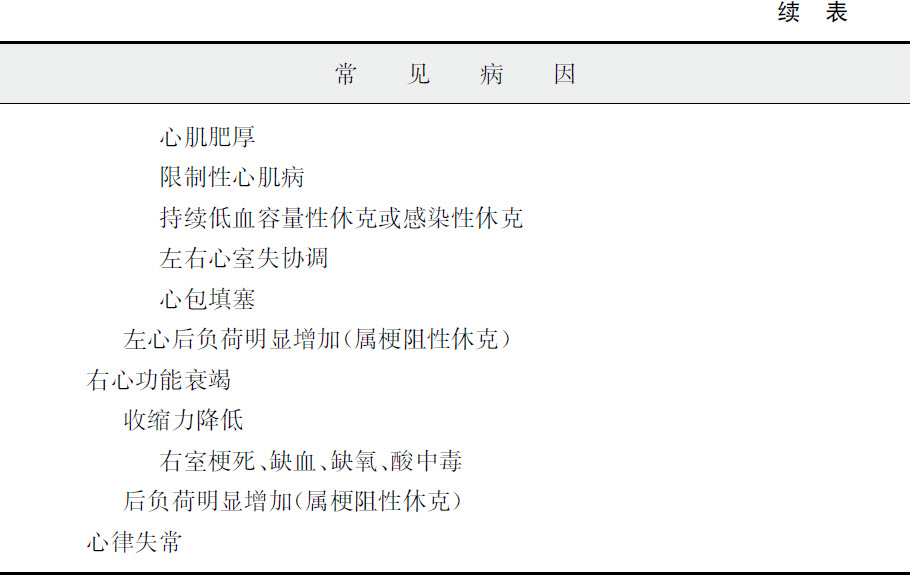 续 表
常 见 病 因
心肌肥厚
限制性心肌病
持续低血容量性休克或感染性休克
左右心室失协调
心包填塞
左心后负荷明显增加(属梗阻性休克)
右心功能衰竭
收缩力降低
右室梗死、缺血、缺氧、酸中毒
后负荷明显增加(属梗阻性休克)
心律失常